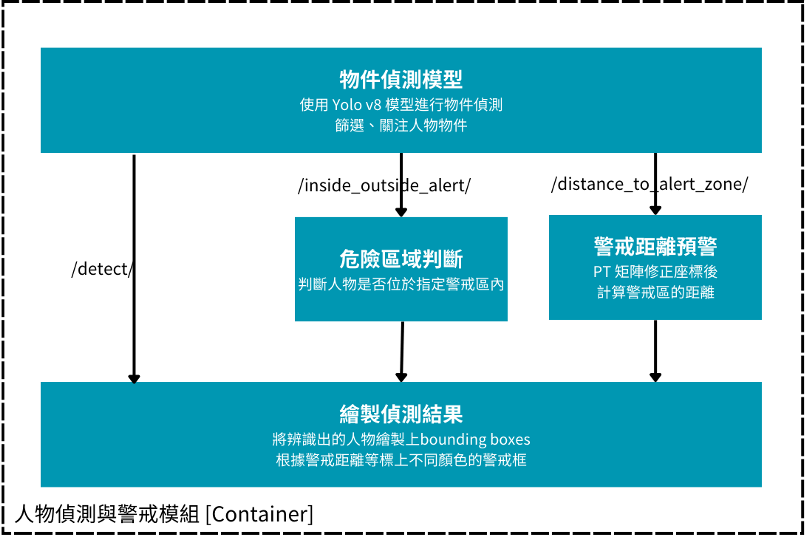 物件偵測模型
使用 Yolo v8 模型進行物件偵測
篩選、關注人物物件
/inside_outside_alert/
/distance_to_alert_zone/
/detect/
危險區域判斷
判斷人物是否位於指定警戒區內
警戒距離預警
PT 矩陣修正座標後
計算警戒區的距離
繪製偵測結果
將辨識出的人物繪製上bounding boxes
根據警戒距離等標上不同顏色的警戒框
人物偵測與警戒模組 [Container]